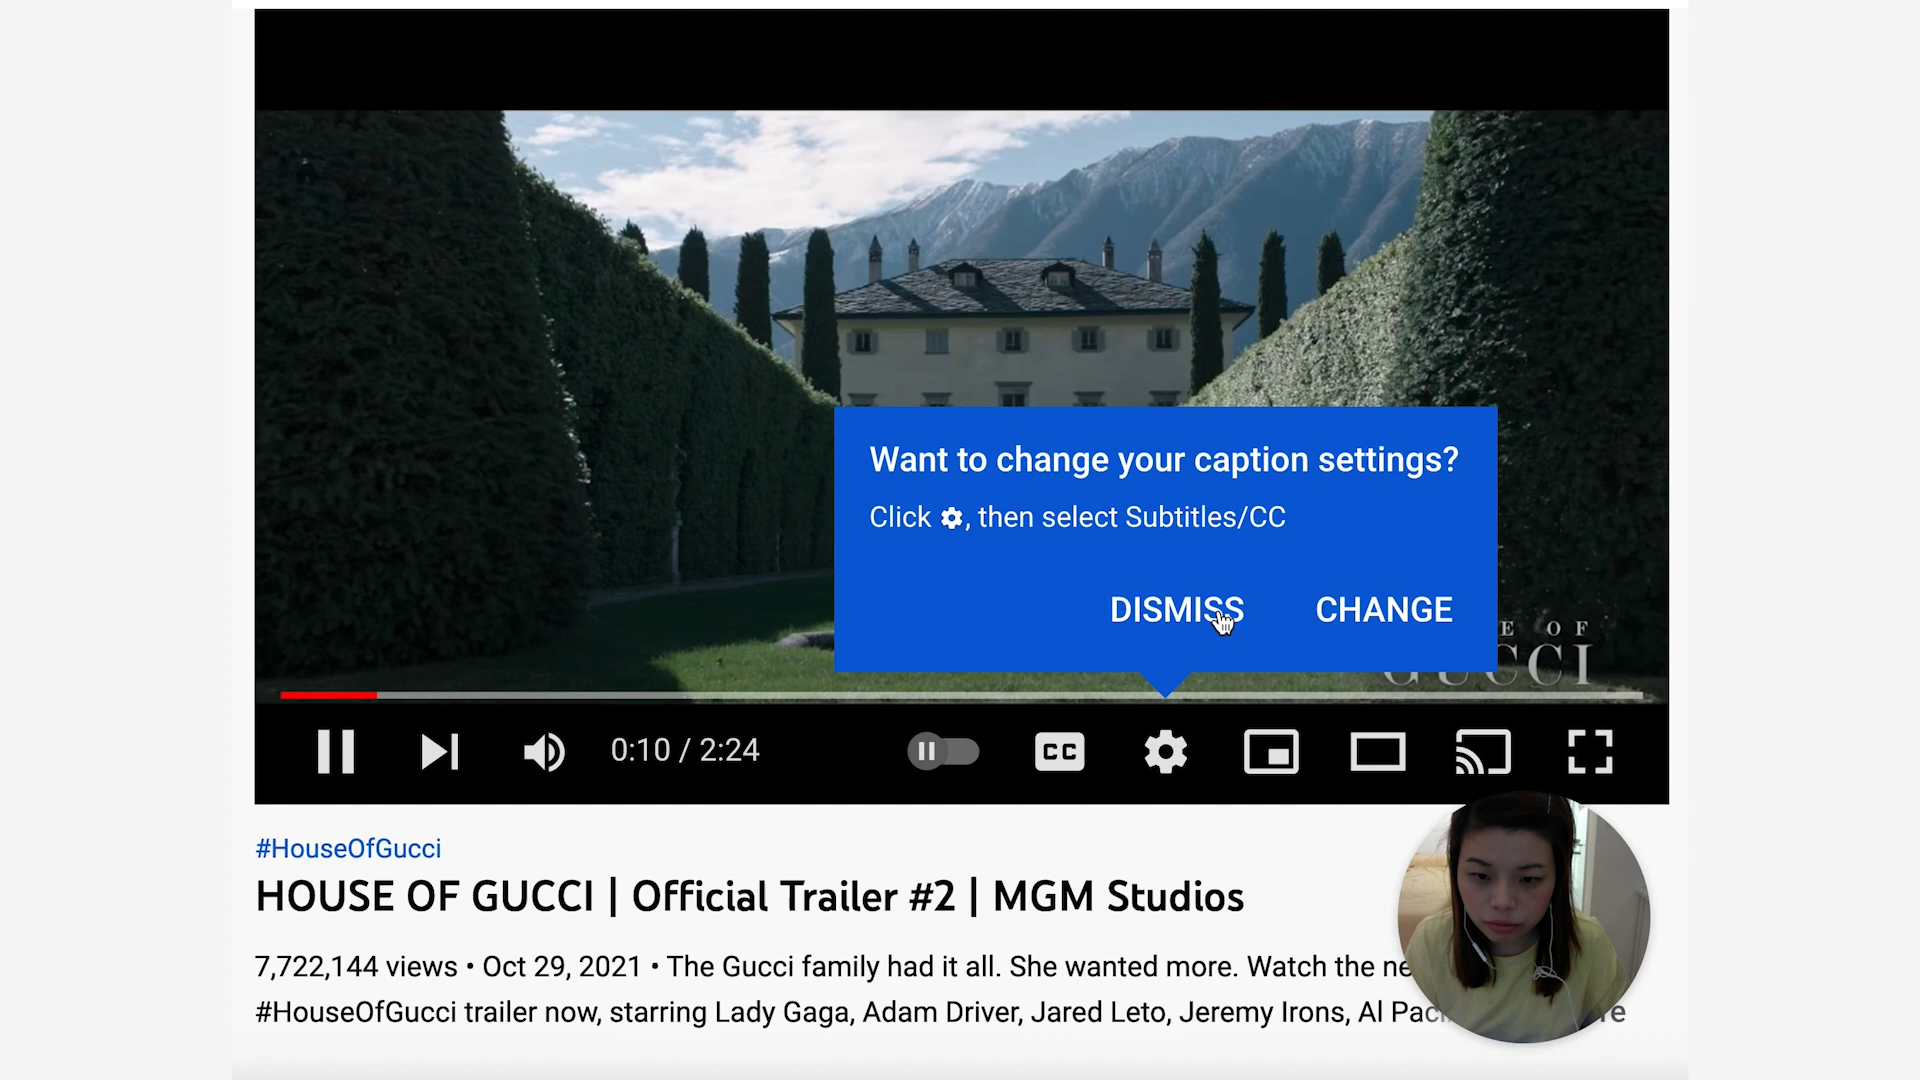 Want to change your caption settings?
Click , then select Subtitles/CC
DISMISS CHANGE
E OF
GUCCI
0:10 / 2:24
CC
#HouseOfGucci
HOUSE OF GUCCI | Official Trailer #2 | MGM Studios
7,722,144 views • Oct 29, 2021 • The Gucci family had it all. She wanted more. Watch the
#HouseOfGucci trailer now, starring Lady Gaga, Adam Driver, Jared Leto, Jeremy Irons, Al